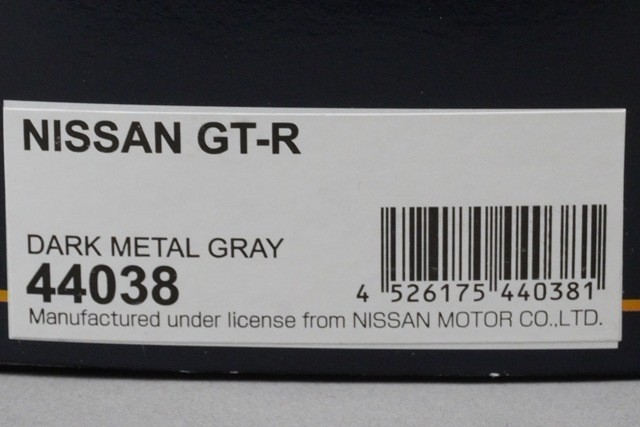 NISSAN GT-R
DARK METAL GRAY
44038
4 526175 440381
Manufactured under license from NISSAN MOTOR CO.,LTD.